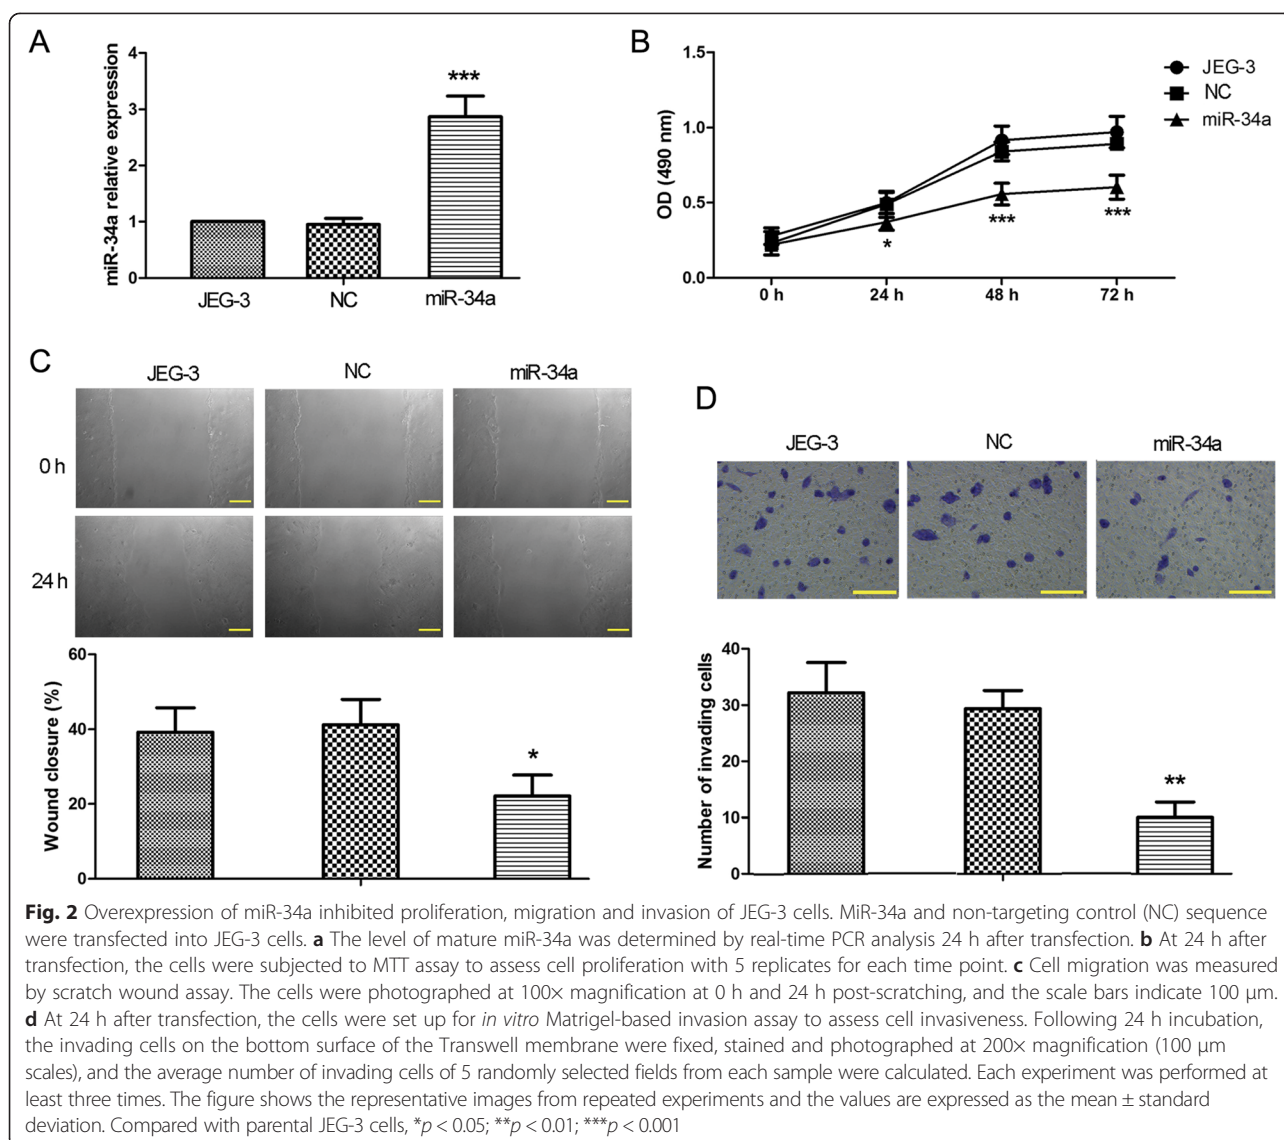 A
miR-34a relative expression
4
3
2
1
0
***
JEG-3
NC
miR-34a
B
OD (490 nm)
1.5
1.0
0.5
0.0
*
***
***
0 h
24 h
48 h
72 h
JEG-3
NC
miR-34a
C
JEG-3
NC
miR-34a
0 h
24 h
Wound closure (%)
60
40
20
0
*
D
JEG-3
NC
miR-34a
Number of invading cells
40
30
20
10
0
**
Fig. 2 Overexpression of miR-34a inhibited proliferation, migration and invasion of JEG-3 cells. MiR-34a and non-targeting control (NC) sequence
were transfected into JEG-3 cells. a The level of mature miR-34a was determined by real-time PCR analysis 24 h after transfection. b At 24 h after
transfection, the cells were subjected to MTT assay to assess cell proliferation with 5 replicates for each time point. c Cell migration was measured
by scratch wound assay. The cells were photographed at 100× magnification at 0 h and 24 h post-scratching, and the scale bars indicate 100 μm.
d At 24 h after transfection, the cells were set up for in vitro Matrigel-based invasion assay to assess cell invasiveness. Following 24 h incubation,
the invading cells on the bottom surface of the Transwell membrane were fixed, stained and photographed at 200× magnification (100 μm
scales), and the average number of invading cells of 5 randomly selected fields from each sample were calculated. Each experiment was performed at
least three times. The figure shows the representative images from repeated experiments and the values are expressed as the mean ± standard
deviation. Compared with parental JEG-3 cells, *p < 0.05; **p < 0.01; ***p < 0.001